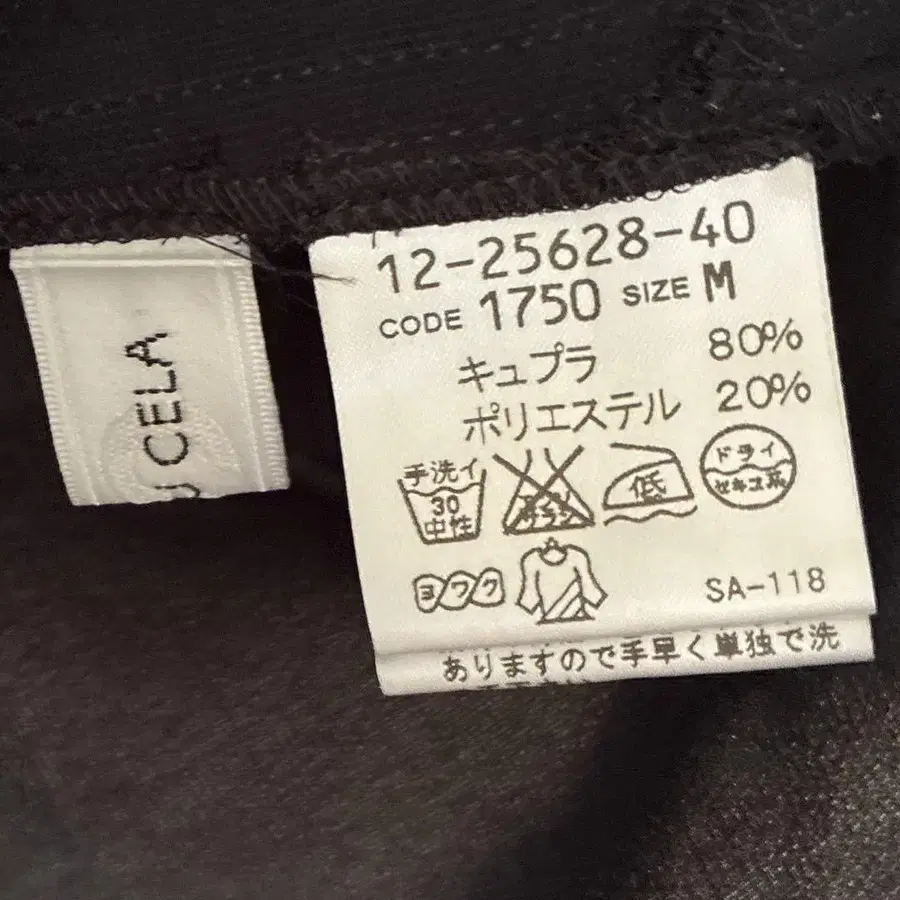 CELA
12-25628-40
CODE 1750 SIZE M
キュプラ 80%
ポリエステル 20%
手洗イ
30
中性
低
ドライ
セキユ系
ヨワク
SA-118
ありますので手早く単独で洗